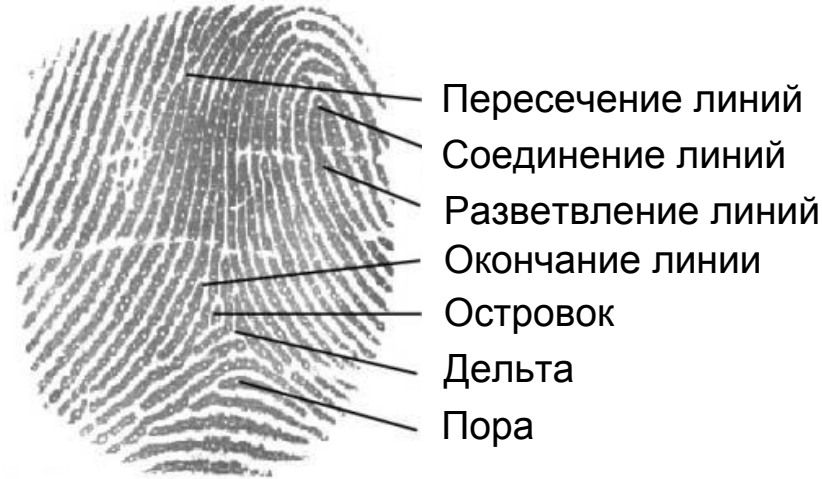 Пересечение линий
Соединение линий
Разветвление линий
Окончание линии
Островок
Дельта
Пора